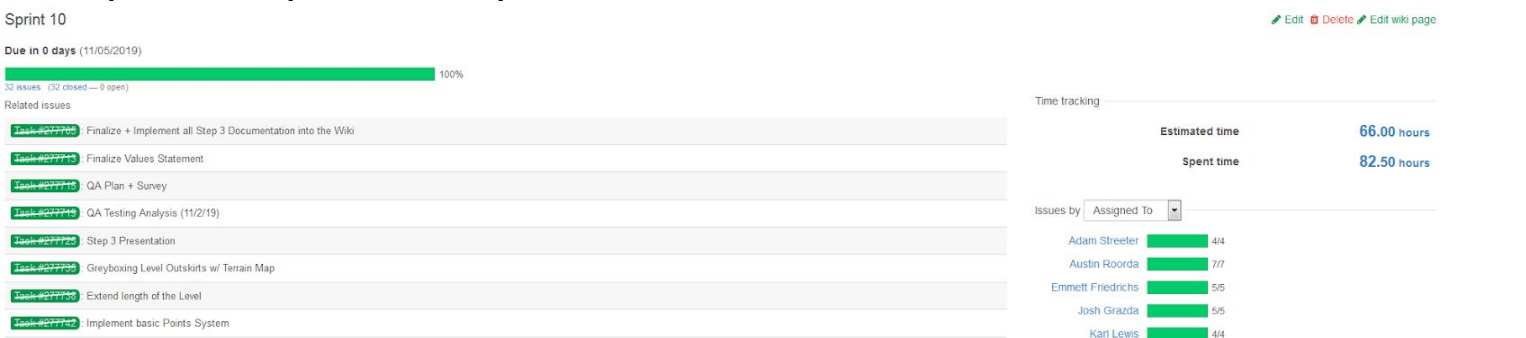 Sprint 10
Edit Delete Edit wiki page
Due in 0 days (11/05/2019)
100%
32 issues (32 closed — 0 open)
Related issues
Task #277705: Finalize + Implement all Step 3 Documentation into the Wiki
Task #277713: Finalize Values Statement
Task #277715: QA Plan + Survey
Task #277719: QA Testing Analysis (11/2/19)
Task #277725: Step 3 Presentation
Task #277735: Greyboxing Level Outskirts w/ Terrain Map
Task #277738: Extend length of the Level
Task #277742: Implement basic Points System
Time tracking
Estimated time 66.00 hours
Spent time 82.50 hours
Issues by Assigned To
Adam Streeter 4/4
Austin Roorda 7/7
Emmett Friedrichs 5/5
Josh Grazda 5/5
Karl Lewis 4/4